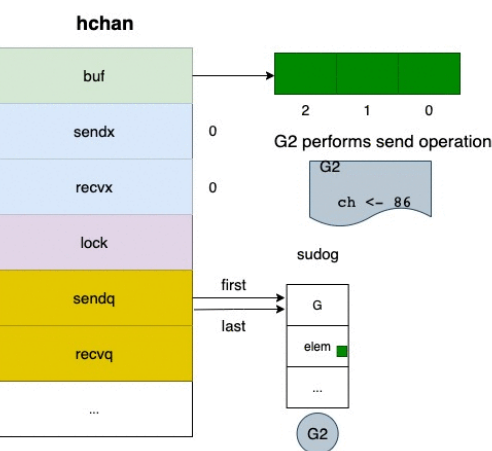 hchan
buf
2 1 0
sendx 0
G2 performs send operation
G2
recvx 0
ch <- 86
lock
sudog
sendq
first
last
G
recvq
elem
...
...
G2